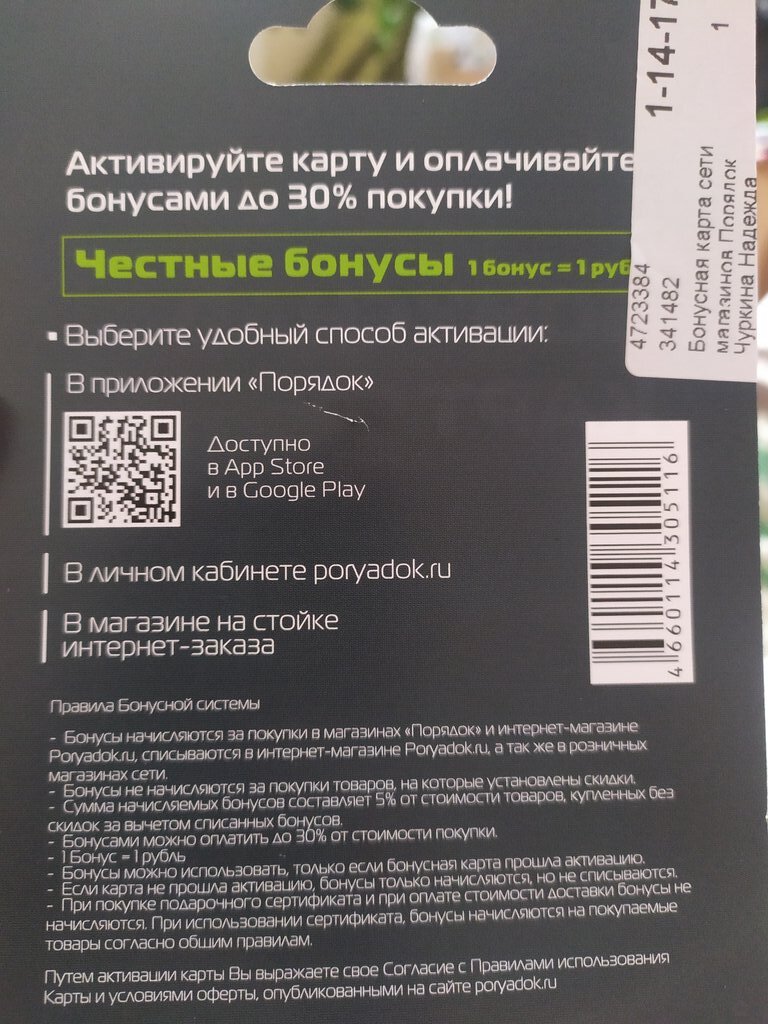 Активируйте карту и оплачивайте
бонусами до 30% покупки!
Честные бонусы 1 бонус = 1 руб
Выберите удобный способ активации:
В приложении «Порядок»
Доступно
в App Store
и в Google Play
В личном кабинете poryadok.ru
В магазине на стойке
интернет-заказа
Правила Бонусной системы
- Бонусы начисляются за покупки в магазинах «Порядок» и интернет-магазине
Poryadok.ru, списываются в интернет-магазине Poryadok.ru, а так же в розничных
магазинах сети.
- Бонусы не начисляются за покупки товаров, на которые установлены скидки.
- Сумма начисляемых бонусов составляет 5% от стоимости товаров, купленных без
скидок за вычетом списанных бонусов.
- Бонусами можно оплатить до 30% от стоимости покупки.
- 1 Бонус = 1 рубль
- Бонусы можно использовать, только если бонусная карта прошла активацию.
- Если карта не прошла активацию, бонусы только начисляются, но не списываются.
- При покупке подарочного сертификата и при оплате стоимости доставки бонусы не
начисляются. При использовании сертификата, бонусы начисляются на покупаемые
товары согласно общим правилам.
Путем активации карты Вы выражаете свое Согласие с Правилами использования
Карты и условиями оферты, опубликованными на сайте poryadok.ru
1-14-17
1
4723384
341482
Бонусная карта сети
магазинов Порядок
Чуркина Надежда
4 660114 305116